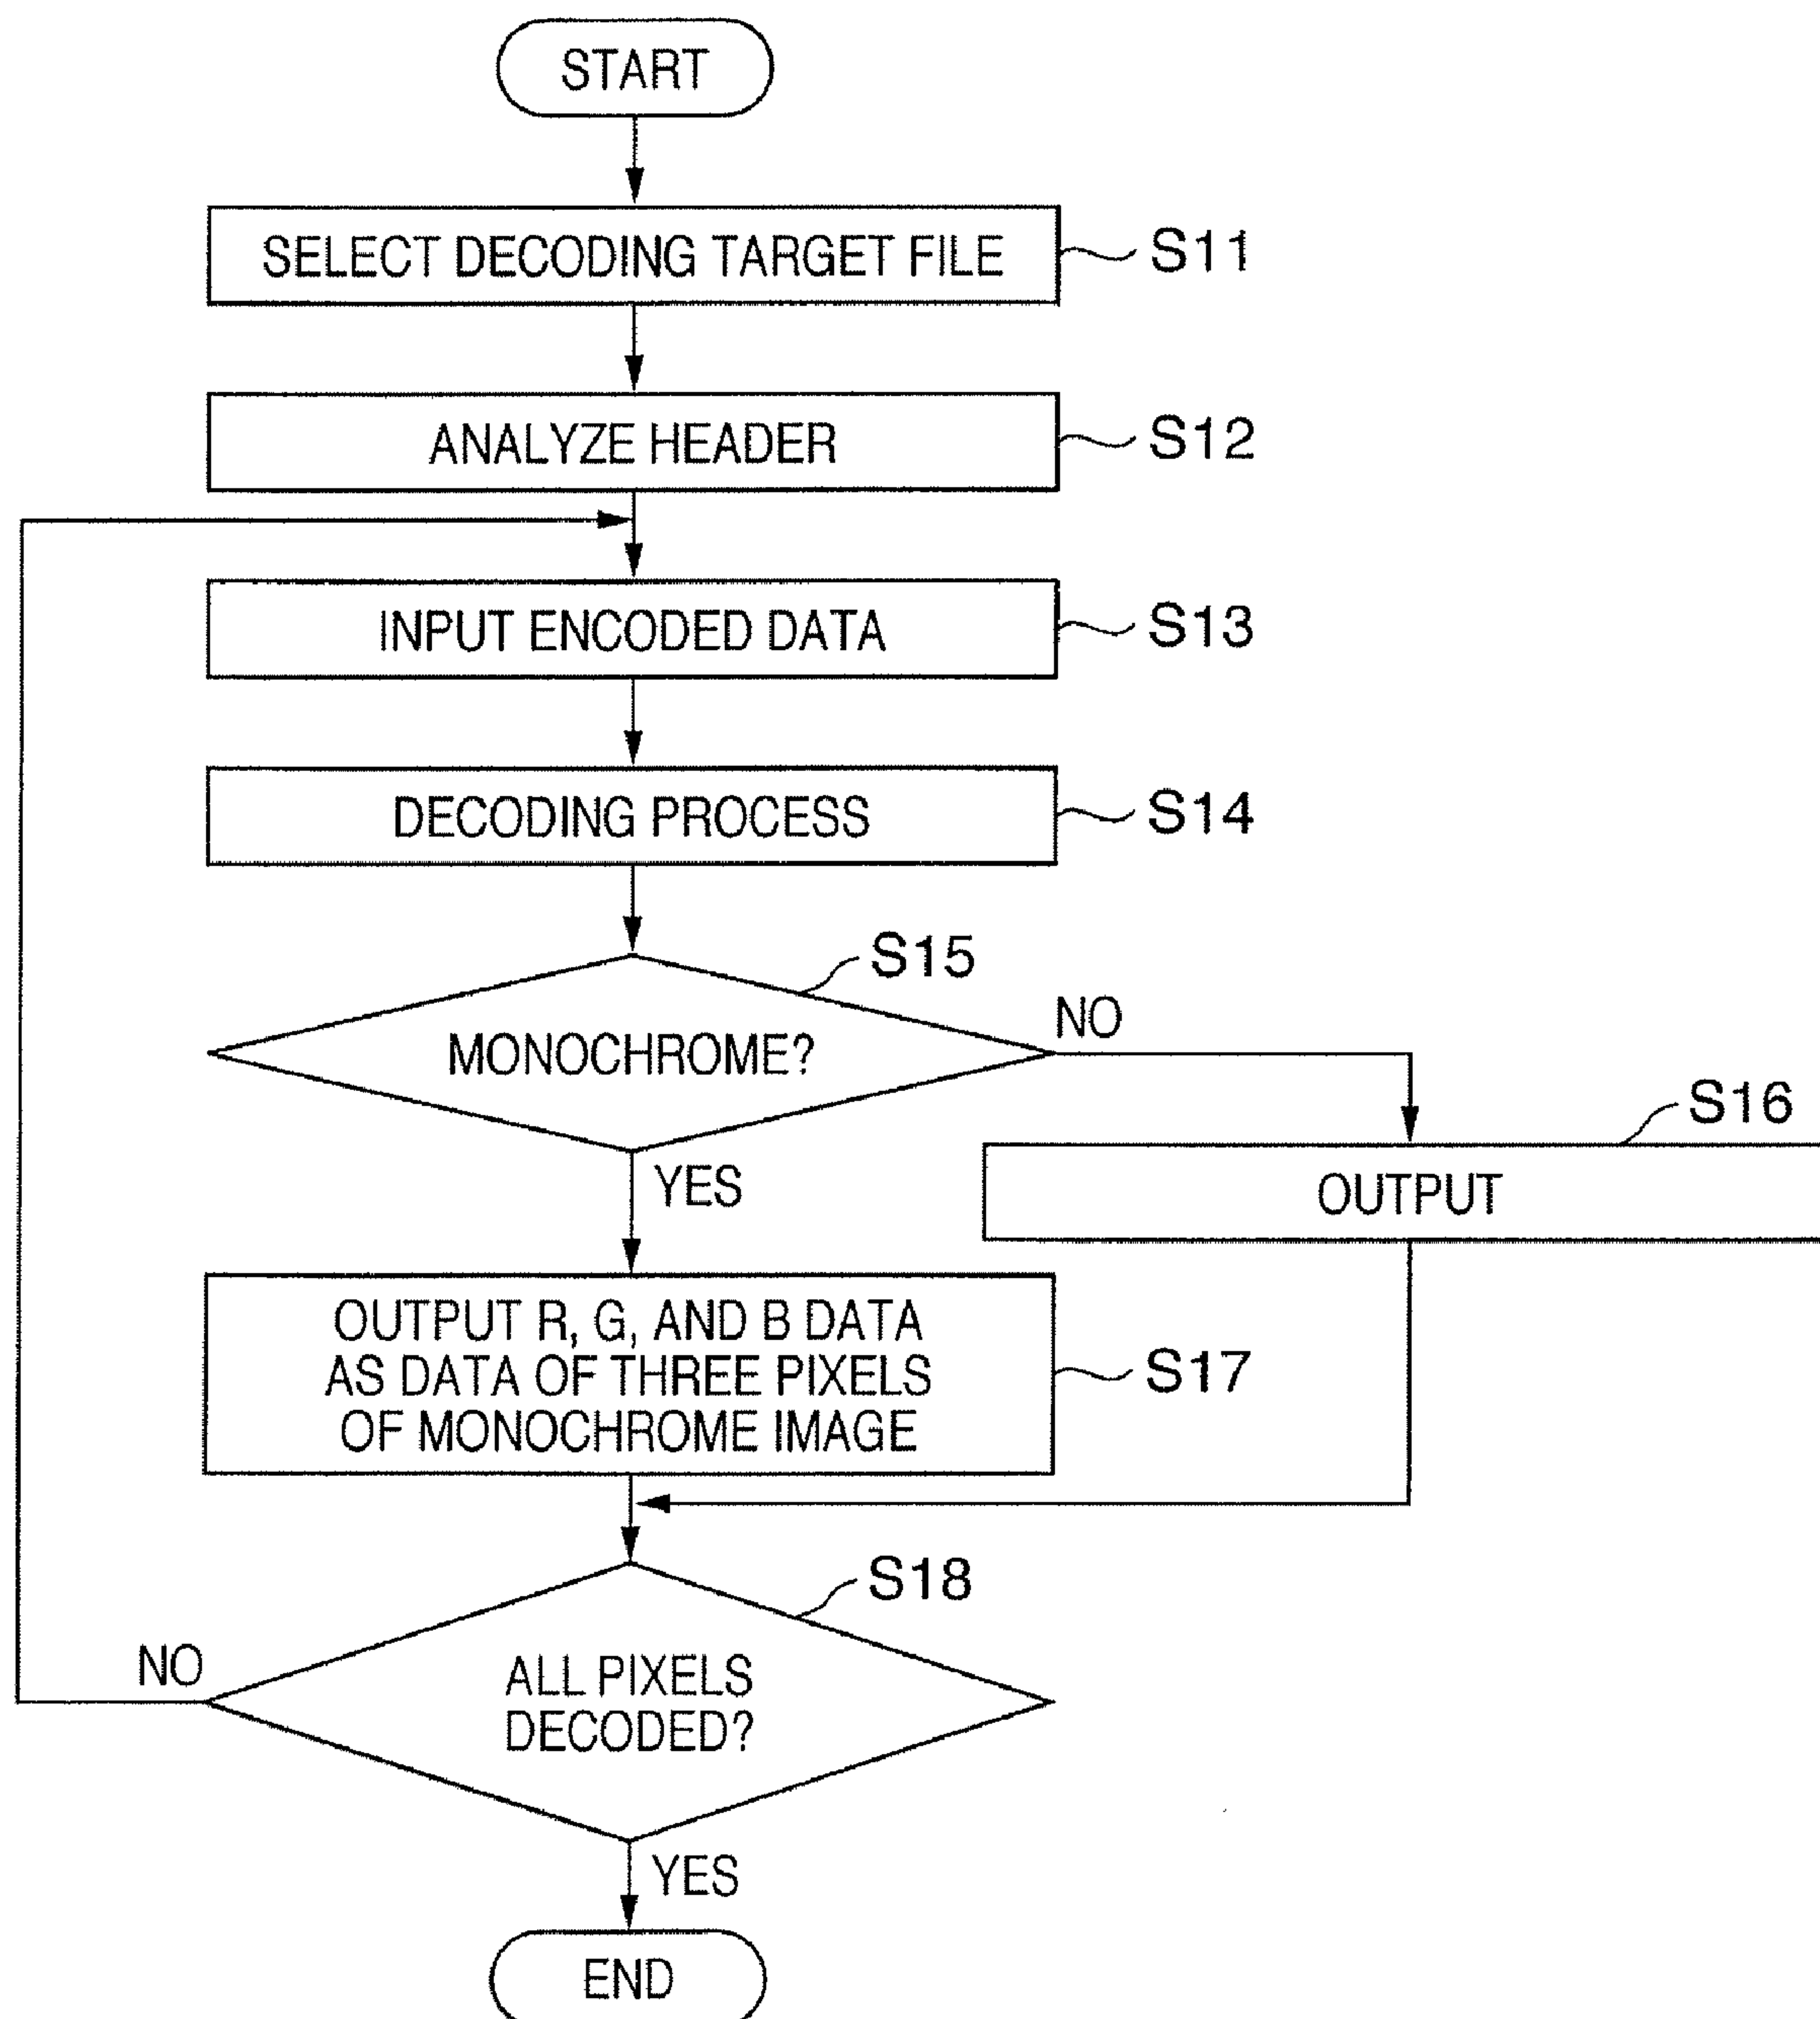 START
SELECT DECODING TARGET FILE
S11
ANALYZE HEADER
S12
INPUT ENCODED DATA
S13
DECODING PROCESS
S14
S15
MONOCHROME?
NO
YES
S16
OUTPUT
OUTPUT R, G, AND B DATA
AS DATA OF THREE PIXELS
OF MONOCHROME IMAGE
S17
S18
ALL PIXELS
DECODED?
NO
YES
END